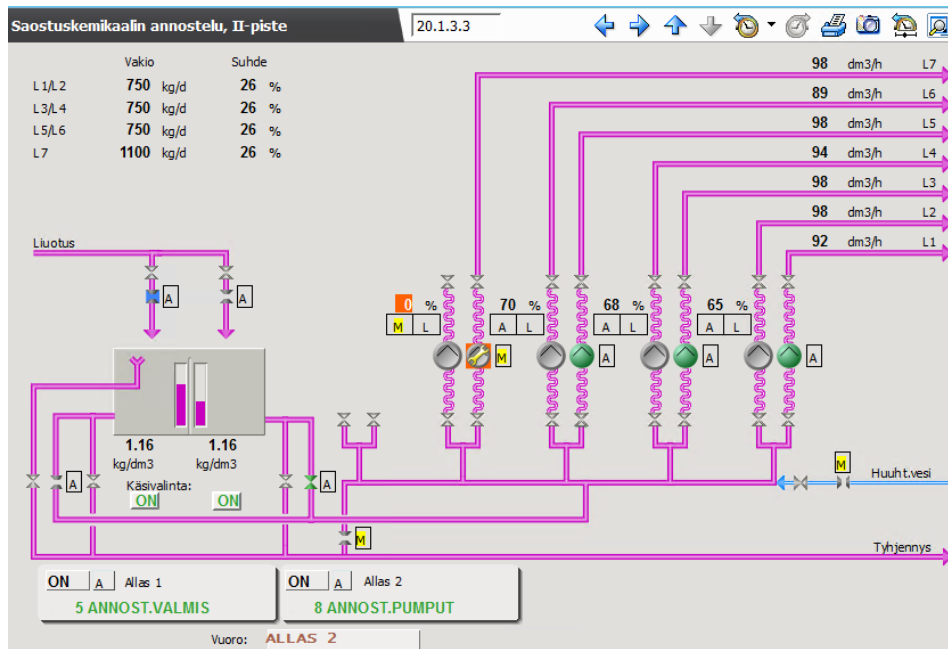 Saostuskemikaalin annostelu, II-piste 20.1.3.3
Vakio Suhde
L1/L2 750 kg/d 26 %
L3/L4 750 kg/d 26 %
L5/L6 750 kg/d 26 %
L7 1100 kg/d 26 %
98 dm3/h L7
89 dm3/h L6
98 dm3/h L5
94 dm3/h L4
98 dm3/h L3
98 dm3/h L2
92 dm3/h L1
Liuotus
A A
0 % 70 % 68 % 65 %
M L A L A L A L
M A A A
1.16 1.16
kg/dm3 kg/dm3
Käsivalinta:
A ON ON A
M
Huuht.vesi
M
Tyhjennys
ON A Allas 1 ON A Allas 2
5 ANNOST.VALMIS 8 ANNOST.PUMPUT
Vuoro: ALLAS 2